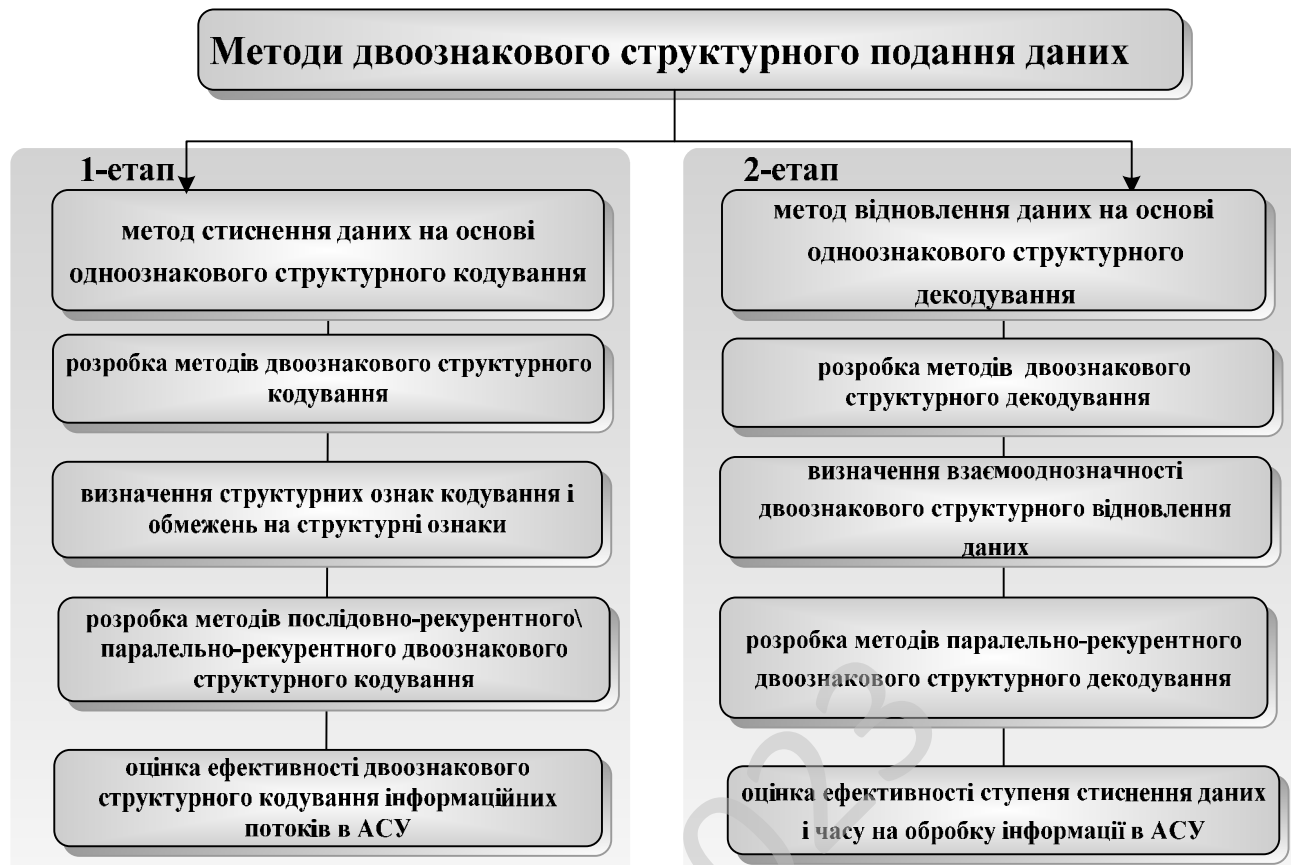 Методи двоознакового структурного подання даних
1-етап
метод стиснення даних на основі
одноознакового структурного кодування
розробка методів двоознакового структурного
кодування
визначення структурних ознак кодування і
обмежень на структурні ознаки
розробка методів послідовно-рекурентного\
паралельно-рекурентного двоознакового
структурного кодування
оцінка ефективності двоознакового
структурного кодування інформаційних
потоків в АСУ
2-етап
метод відновлення даних на основі
одноознакового структурного
декодування
розробка методів двоознакового
структурного декодування
визначення взаємооднозначності
двоознакового структурного відновлення
даних
розробка методів паралельно-рекурентного
двоознакового структурного декодування
оцінка ефективності ступеня стиснення даних
і часу на обробку інформації в АСУ
023